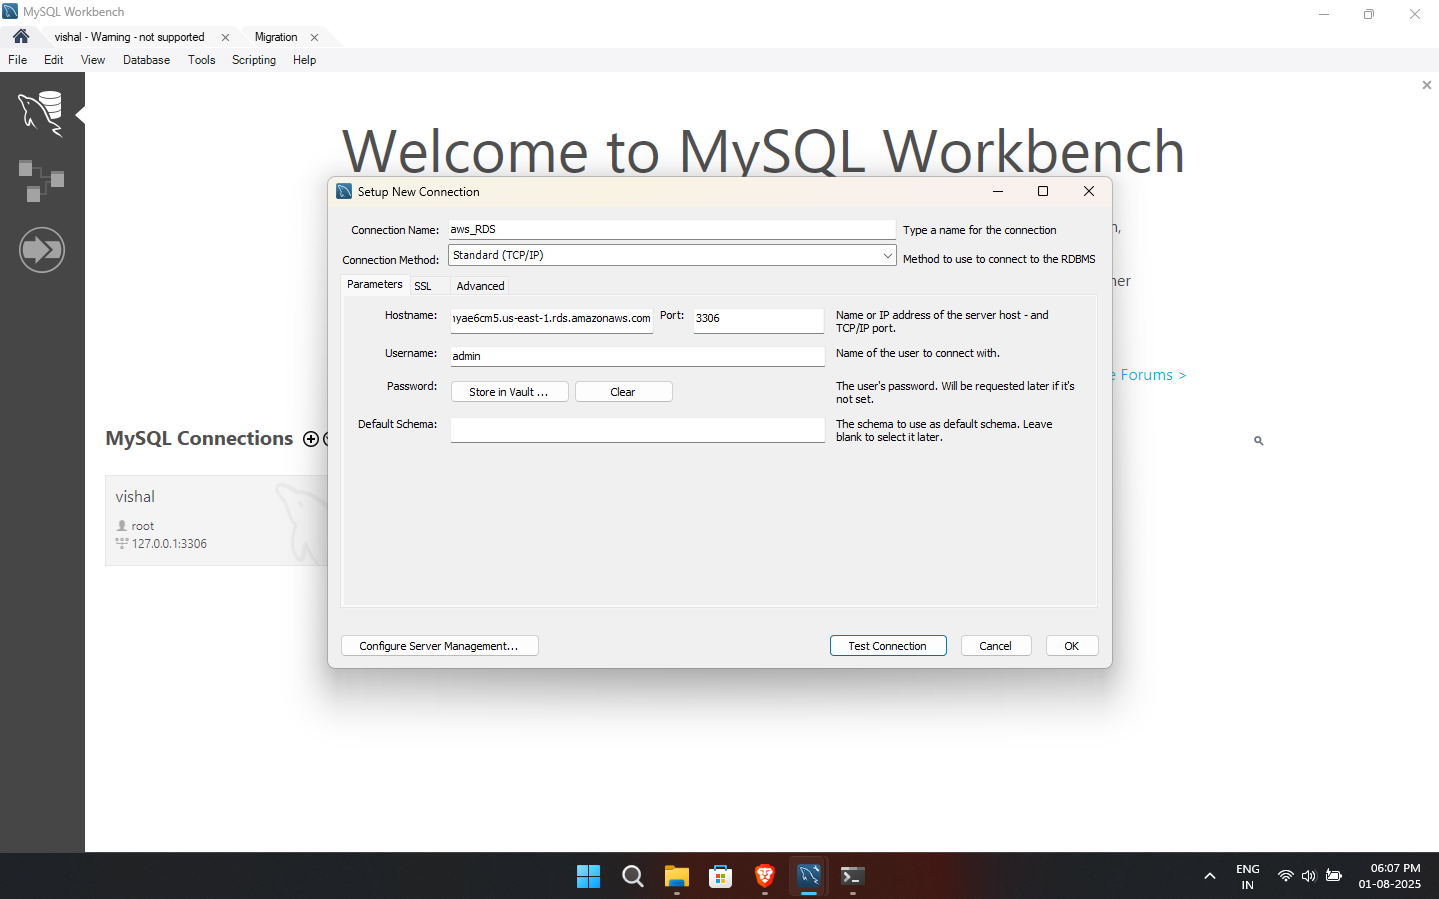 MySQL Workbench
vishal - Warning - not supported
Migration
File Edit View Database Tools Scripting Help
Welcome to MySQL Workbench
Setup New Connection
Connection Name: aws_RDS Type a name for the connection
Connection Method: Standard (TCP/IP) Method to use to connect to the RDBMS
Parameters SSL Advanced
Hostname: yae6cm5.us-east-1.rds.amazonaws.com Port: 3306 Name or IP address of the server host - and
TCP/IP port.
Username: admin Name of the user to connect with.
Password: Store in Vault ... Clear The user's password. Will be requested later if it's
not set.
Default Schema: The schema to use as default schema. Leave
blank to select it later.
Configure Server Management...
Test Connection Cancel OK
Forums >
MySQL Connections
vishal
root
127.0.0.1:3306
ENG
IN
06:07 PM
01-08-2025